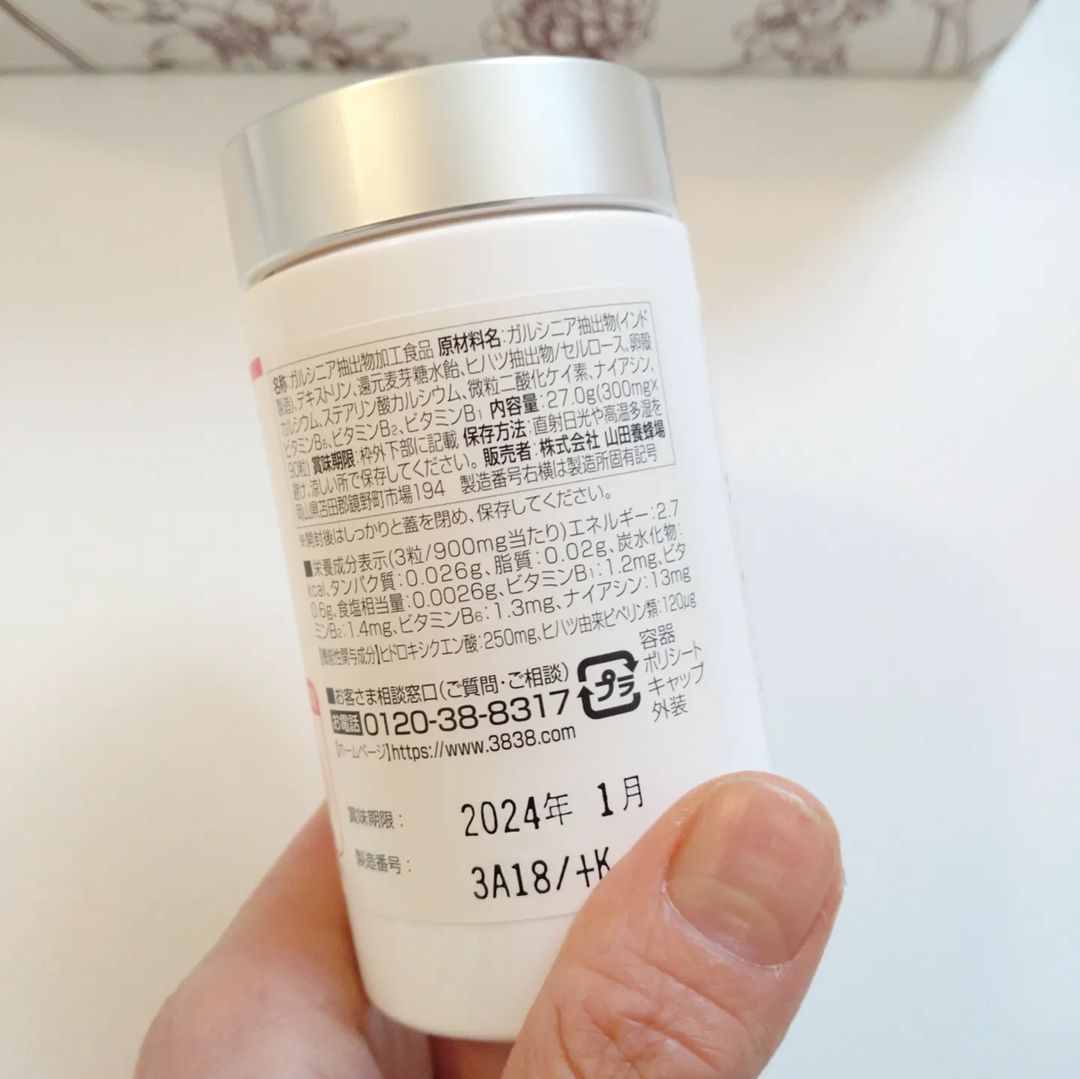 名称:ガルシニア抽出物加工食品 原材料名:ガルシニア抽出物(インド
製造)、デキストリン、還元麦芽糖水飴、ヒハツ抽出物/セルロース、卵殻
カルシウム、ステアリン酸カルシウム、微粒二酸化ケイ素、ナイアシン、
ビタミンB6、ビタミンB2、ビタミンB1 内容量:27.0g(300mg×
90粒) 賞味期限:枠外下部に記載 保存方法:直射日光や高温多湿を
避け、涼しい所で保存してください。 販売者:株式会社 山田養蜂場
岡山県苫田郡鏡野町市場194 製造番号右横は製造所固有記号
※開封後はしっかりと蓋を閉め、保存してください。
■栄養成分表示(3粒/900mg当たり)エネルギー:2.7
kcal、タンパク質:0.026g、脂質:0.02g、炭水化物:
0.6g、食塩相当量:0.0026g、ビタミンB1:1.2mg、ビタ
ミンB2:1.4mg、ビタミンB6:1.3mg、ナイアシン:13mg
【機能性関与成分】ヒドロキシクエン酸:250mg、ヒハツ由来ピペリン類:120μg
■お客さま相談窓口(ご質問・ご相談)
お電話 0120-38-8317
【ホームページ】https://www.3838.com
プラ
容器
ポリシート
キャップ
外装
賞味期限: 2024年 1月
製造番号: 3A18/+K